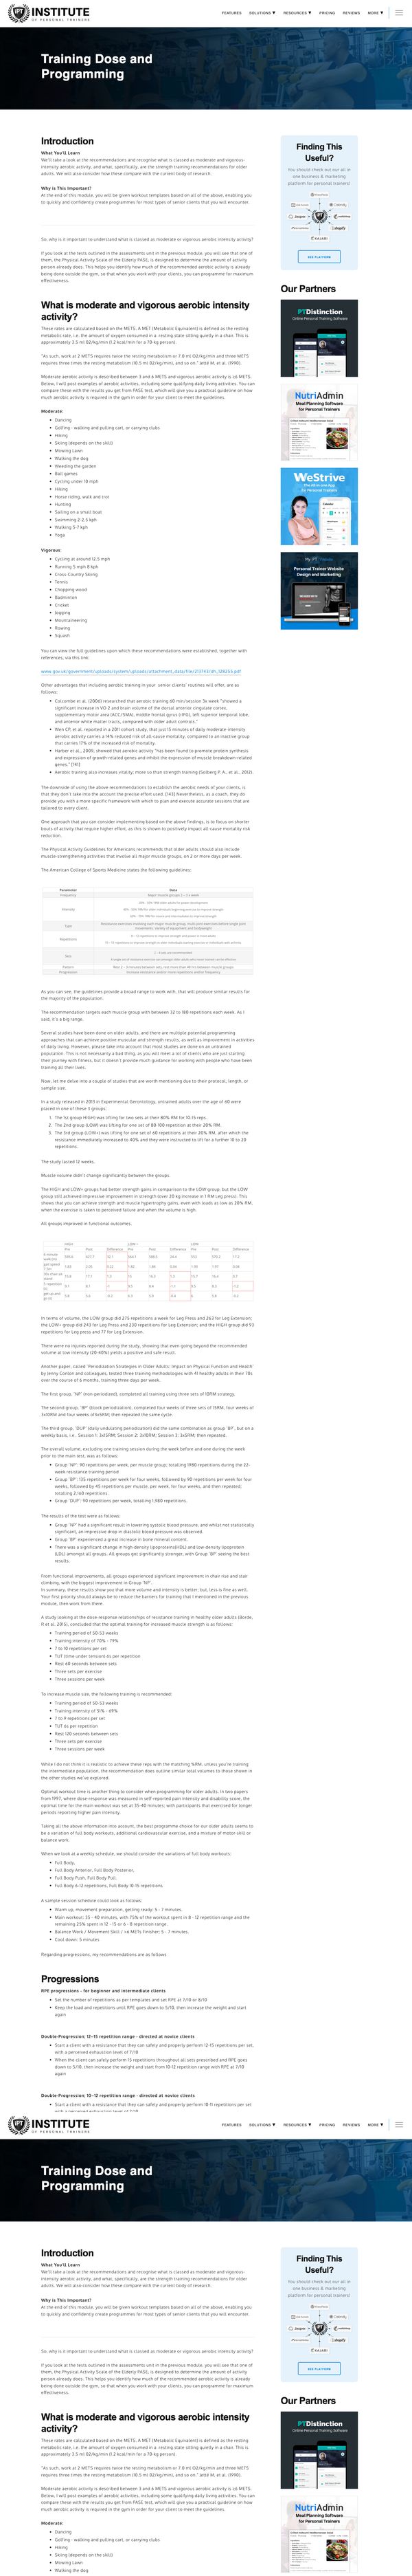 INSTITUTE
OF PERSONAL TRAINERS
FEATURES SOLUTIONS ▼ RESOURCES ▼ PRICING REVIEWS MORE ▼
Training Dose and
Programming
Introduction
What You'll Learn
We'll take a look at the recommendations and recognise what is classed as moderate and vigorous-
intensity aerobic activity, and what, specifically, are the strength training recommendations for older
adults. We will also consider how these compare with current body of research.
Why is This Important?
At the end of this module, you will be given workout templates based on all of the above, enabling you
to quickly and confidently create programmes for most types of senior clients that you will encounter.
So, why is it important to understand what is classed as moderate or vigorous aerobic intensity activity?
If you look at the tests outlined in the assessments unit in the previous module, you will see that one of
them, the Physical Activity Scale of the Elderly PASE, is designed to determine the amount of activity
person already does. This helps you identify how much of the recommended aerobic activity is already
being done outside the gym, so that when you work with your clients, you can programme for maximum
effectiveness.
What is moderate and vigorous aerobic intensity
activity?
These rates are calculated based on the METS. A MET (Metabolic Equivalent) is defined as the resting
metabolic rate, i.e. the amount of oxygen consumed in a resting state sitting quietly in a chair. This is
approximately 3.5 ml O2/kg/min (1.2 kcal/min for a 70-kg person).
"As such, work at 2 METS requires twice the resting metabolism or 7.0 ml O2/kg/min and three METS
requires three times the resting metabolism (10.5 ml O2/kg/min), and so on." Jetté M, et al. (1990).
Moderate aerobic activity is described between 3 and 6 METS and vigorous aerobic activity is ≥6 METS.
Below, I will post examples of aerobic activities, including some qualifying daily living activities. You can
compare these with the results you get from PASE test, which will give you a practical guideline on how
much aerobic activity is required in the gym or at home for your client to meet the guidelines.
Moderate:
Dancing
Golfing - walking and pulling cart, or carrying clubs
Hiking
Skiing (depends on the skill)
Mowing Lawn
Walking the dog
Weeding the garden
Ball games
Cycling under 10 mph
Hiking
Horse riding, walk and trot
Hunting
Sailing on a small boat
Swimming 2-2.5 kph
Walking 5-7 kph
Yoga
Vigorous:
Cycling at around 12.5 mph
Running 5 mph 8 kph
Cross-Country Skiing
Tennis
Chopping wood
Badminton
Cricket
Jogging
Mountaineering
Rowing
Squash
You can view the full guidelines upon which these recommendations were established, together with
references, via this link:
Other advantages that including aerobic training in your senior clients' routines will offer, are as
follows:
Colcombe et al. (2006) researched that aerobic training 60 min/session 3x week "showed a
significant increase in VO 2 and brain volume of the dorsal anterior cingulate cortex,
supplementary motor area (ACC/SMA), middle frontal gyrus (rIFG), left superior temporal lobe,
and anterior white matter tracts, compared with older adult controls."
Wen CP, et al. reported in a 2011 cohort study, that just 15 minutes of daily moderate-intensity
aerobic activity carries a 14% reduced risk of all-cause mortality, compared to an inactive group
that carries 17% of the increased risk of mortality.
Harber et al., 2009, showed that aerobic activity "has been found to promote protein synthesis
and expression of growth-related genes and inhibit the expression of muscle breakdown-related
genes." [141]
Aerobic training also increases vitality, more so than strength training (Solberg P. A., et al., 2012).
The downside of using the above recommendations to establish the aerobic needs of your clients, is
that they don't take into the account the precise effort used. [143] Nevertheless, as a coach, they do
provide you with a more specific framework with which to plan and execute accurate sessions that are
tailored to every client.
One approach that you can consider implementing based on the above findings, is to focus on shorter
bouts of activity that require higher effort, as this is shown to positively impact all cause mortality risk
reduction.
The Physical Activity Guidelines for Americans recommends that older adults should also include
muscle-strengthening activities that involve all major muscle groups, on 2 or more days per week.
The American College of Sports Medicine states the following guidelines:
As you can see, the guidelines provide a broad range to work with, that will produce similar results for
the majority of the population.
The recommendation targets each muscle group with between 32 to 180 repetitions each week. As I
said, it's a big range.
Several studies have been done on older adults, and there are multiple potential programming
approaches that can achieve positive muscular and strength results, as well as improvement in activities
of daily living. However, please take into account that most studies are done on an untrained
population. This is not necessarily a bad thing, as you will meet a lot of clients who are just starting
their journey with fitness, but it doesn't provide much guidance for working with people who have been
training all their lives.
Now, let me delve into a couple of studies that are worth mentioning due to their protocol, length, or
sample size.
In a study released in 2013 in Experimental Gerontology, untrained adults over the age of 60 were
placed in one of these 3 groups:
1. The 1st group (HIGH) was lifting for two sets at their 80% RM for 10-15 reps.
2. The 2nd group (LOW) was lifting for one set of 80-100 repetition at their 20% RM.
3. The 3rd group (LOW+) was lifting for one set of 60 repetitions at their 20% RM, after which the
resistance immediately increased to 40% and they were instructed to lift for a further 10 to 20
repetitions.
The study lasted 12 weeks.
Muscle volume didn't change significantly between the groups.
The HIGH and LOW+ groups had better strength gains in comparison to the LOW group, but the LOW
group still achieved impressive improvement in strength (over 20 kg increase in 1 RM Leg press). This
shows that you can achieve strength and muscle hypertrophy gains, even with loads as low as 20% RM,
when the exercise is taken to perceived failure and when the volume is high.
All groups improved in functional outcomes.
In terms of volume, the LOW group did 275 repetitions a week for Leg Press and 263 for Leg Extension;
the LOW+ group did 243 for Leg Press and 230 repetitions for Leg Extension; and the HIGH group did 93
repetitions for Leg press and 77 for Leg Extension.
There were no injuries reported during the study, showing that even going beyond the recommended
volume at low intensity (20-40%) yields a positive and safe result.
Another paper, called 'Periodisation Strategies in Older Adults: Impact on Physical Function and Health'
by Jenny Conlon and colleagues, tested three training methodologies with 41 healthy adults in their 70s
over the course of 6 months, training three days per week.
The first group, 'NP' (non-periodised), completed all training using three sets of 10RM strategy.
The second group, 'BP' (block periodisation), completed four weeks of three sets of 15RM, four weeks of
3x10RM and four weeks of 3x5RM; then repeated the same cycle.
The third group, 'DUP' (daily-undulating periodisation) did the same combination as group 'BP', but on a
weekly basis, i.e. Session 1: 3x15RM; Session 2: 3x10RM; Session 3: 3x5RM, then repeated.
The overall volume, excluding one training session during the week before and one during the week
prior to the main test, was as follows:
Group 'NP': 90 repetitions per week, per muscle group; totalling 1980 repetitions during the 22-
week resistance training period
Group 'BP': 135 repetitions per week for four weeks, followed by 90 repetitions per week for four
weeks, followed by 45 repetitions per muscle, per week, for four weeks, and then repeated;
totalling 2,160 repetitions.
Group 'DUP': 90 repetitions per week, totalling 1,980 repetitions.
The results of the test were as follows:
Group 'NP' had a significant result in lowering systolic blood pressure, and whilst not statistically
significant, an impressive drop in diastolic blood pressure was observed
Group 'BP' experienced a great increase in bone mineral content.
There was a significant change in high-density lipoproteins(HDL) and low-density lipoprotein
(LDL) amongst all groups. All groups got significantly stronger, with Group 'BP' seeing the best
results.
From functional improvements, all groups experienced significant improvement in chair rise and stair
climbing, with the biggest improvement in Group 'NP'.
In summary, these results show you that more volume and intensity is better; but, less is fine as well.
Your first priority should always be to reduce the barriers for training that I mentioned in the previous
module, then work from there.
A study looking at the dose-response relationships of resistance training in healthy older adults (Borde,
R et al. 2015), concluded that the optimal training for increased muscle strength is as follows:
Training period of 50-53 weeks
Training intensity of 70% - 79%
7 to 10 repetitions per set
TUT (time under tension) 6s per repetition
Rest 60 seconds between sets
Three sets per exercise
Three sessions per week
To increase muscle size, the following training is recommended:
Training period of 50-53 weeks
Training intensity of 51% - 69%
7 to 9 repetitions per set
TUT 6s per repetition
Rest 120 seconds between sets
Three sets per exercise
Three sessions per week
While I do not think it is realistic to achieve these reps with the matching %RM, unless you're training
the intermediate population, the recommendation does outline similar total volumes to those shown in
the other studies we've explored.
Optimal workout time is another thing to consider when programming for older adults. In two papers
from 1997, where dose-response was measured in self-reported pain intensity and disability score, the
optimal time for the main workout was set at 35-40 minutes; with participants that exercised for longer
periods reporting higher pain intensity.
Taking all the above information into account, the best programme choice for our older adults seems to
be a variation of full body workouts, additional cardiovascular exercise, and a mixture of motor-skill or
balance work.
When we look at a weekly schedule, we should consider the variations of full body workouts:
Full Body,
Full Body Anterior, Full Body Posterior,
Full Body Push, Full Body Pull,
Full Body 6-12 repetitions, Full Body 10-15 repetitions
A sample session schedule could look as follows:
Warm up, movement preparation, getting ready: 5 - 7 minutes
Main workout: 35 - 40 minutes, with 75% of the workout spent in 8 - 12 repetition range and the
remaining 25% spent in 12 - 15 or 6 - 8 repetition range.
Balance Work / Movement Skill / ≥6 METs Finisher: 5 - 7 minutes.
Cool down: 5 minutes
Regarding progressions, my recommendations are as follows
Progressions
RPE progressions - for beginner and intermediate clients
Set the number of repetitions as per templates and set RPE at 7/10 or 8/10
Keep the load and repetitions until RPE goes down to 5/10, then increase the weight and start
again
Double-Progression; 12-15 repetition range - directed at novice clients
Start a client with a resistance that they can safely and properly perform 12-15 repetitions per set,
with a perceived exhaustion level of 7/10
When the client can safely perform 15 repetitions throughout all sets prescribed and RPE goes
down to 5/10, then increase the weight and start from 10-12 repetition range with RPE at 7/10
again
Double-Progression; 10-12 repetition range - directed at novice clients
Start a client with a resistance that they can safely and properly perform 10-11 repetitions per set
Finding This
Useful?
You should check out our all-in
one business & marketing
platform for personal trainers!
SEE PLATFORM
Our Partners
PTDistinction
Online Personal Training Software
NutriAdmin
Meal Planning Software
for Personal Trainers
WeStrive
The All-in-one App
for Personal Trainers
My PT Website
Personal Trainer Website
Design and Marketing
INSTITUTE
OF PERSONAL TRAINERS
FEATURES SOLUTIONS ▼ RESOURCES ▼ PRICING REVIEWS MORE ▼
Training Dose and
Programming
Introduction
What You'll Learn
We'll take a look at the recommendations and recognise what is classed as moderate and vigorous-
intensity aerobic activity, and what, specifically, are the strength training recommendations for older
adults. We will also consider how these compare with current body of research.
Why is This Important?
At the end of this module, you will be given workout templates based on all of the above, enabling you
to quickly and confidently create programmes for most types of senior clients that you will encounter.
So, why is it important to understand what is classed as moderate or vigorous aerobic intensity activity?
If you look at the tests outlined in the assessments unit in the previous module, you will see that one of
them, the Physical Activity Scale of the Elderly PASE, is designed to determine the amount of activity
person already does. This helps you identify how much of the recommended aerobic activity is already
being done outside the gym, so that when you work with your clients, you can programme for maximum
effectiveness.
What is moderate and vigorous aerobic intensity
activity?
These rates are calculated based on the METS. A MET (Metabolic Equivalent) is defined as the resting
metabolic rate, i.e. the amount of oxygen consumed in a resting state sitting quietly in a chair. This is
approximately 3.5 ml O2/kg/min (1.2 kcal/min for a 70-kg person).
"As such, work at 2 METS requires twice the resting metabolism or 7.0 ml O2/kg/min and three METS
requires three times the resting metabolism (10.5 ml O2/kg/min), and so on." Jetté M, et al. (1990).
Moderate aerobic activity is described between 3 and 6 METS and vigorous aerobic activity is ≥6 METS.
Below, I will post examples of aerobic activities, including some qualifying daily living activities. You can
compare these with the results you get from PASE test, which will give you a practical guideline on how
much aerobic activity is required in the gym or at home for your client to meet the guidelines.
Moderate:
Dancing
Golfing - walking and pulling cart, or carrying clubs
Hiking
Skiing (depends on the skill)
Mowing Lawn
Walking the dog
Finding This
Useful?
You should check out our all-in
one business & marketing
platform for personal trainers!
SEE PLATFORM
Our Partners
PTDistinction
Online Personal Training Software
NutriAdmin
Meal Planning Software
for Personal Trainers